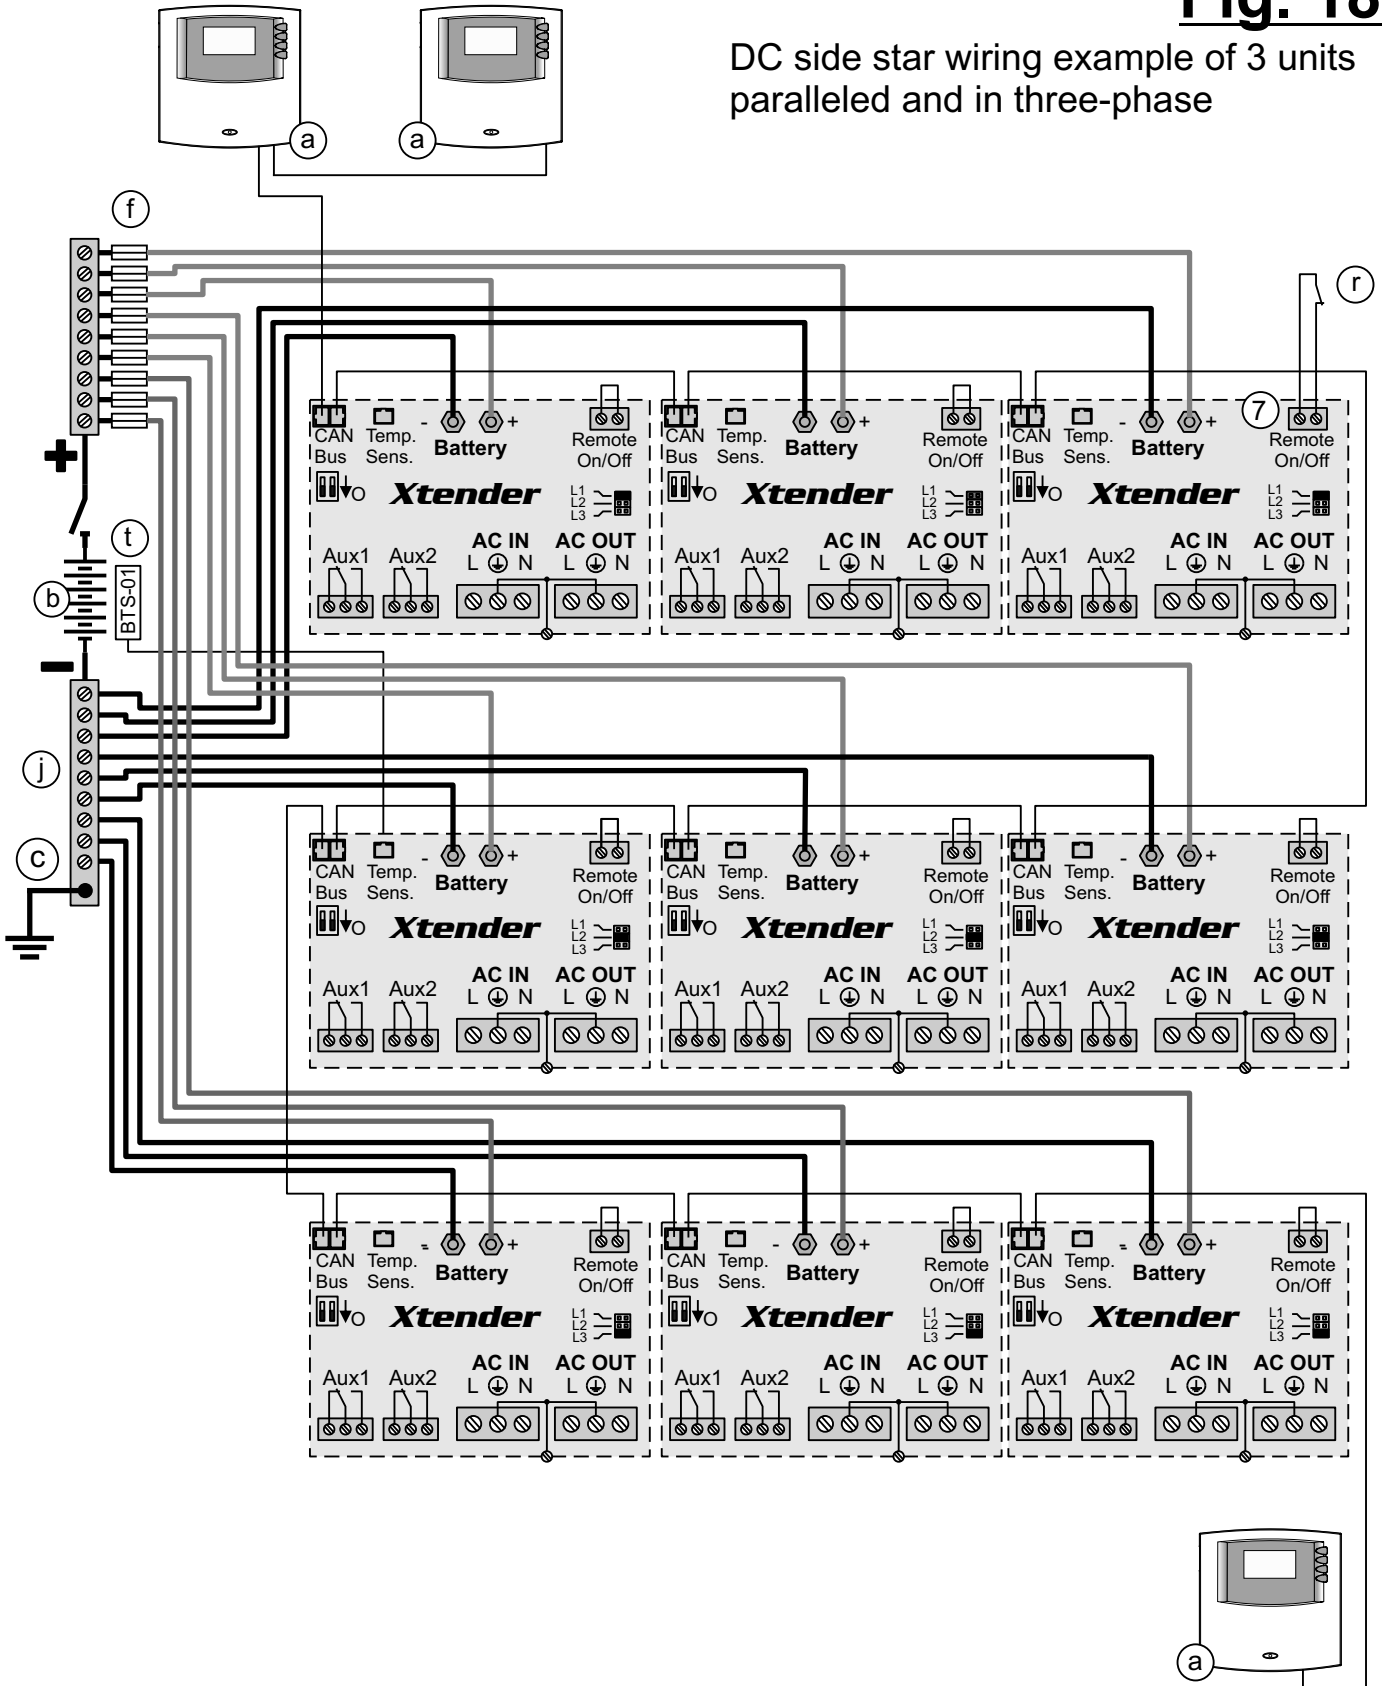 Fig. 18
DC side star wiring example of 3 units
paralleled and in three-phase
a a
f
r
7
CAN Temp. - + Remote CAN Temp. - + Remote CAN Temp. - + Remote
Bus Sens. Battery On/Off Bus Sens. Battery On/Off Bus Sens. Battery On/Off
O Xtender L1 O Xtender L1 O Xtender L1
L2 L2 L2
L3 L3 L3
+
t
b
BTS-01
AC IN AC OUT AC IN AC OUT AC IN AC OUT
Aux1 Aux2 L N L N Aux1 Aux2 L N L N Aux1 Aux2 L N L N
-
j
c
CAN Temp. - + Remote CAN Temp. - + Remote CAN Temp. - + Remote
Bus Sens. Battery On/Off Bus Sens. Battery On/Off Bus Sens. Battery On/Off
O Xtender L1 O Xtender L1 O Xtender L1
L2 L2 L2
L3 L3 L3
AC IN AC OUT AC IN AC OUT AC IN AC OUT
Aux1 Aux2 L N L N Aux1 Aux2 L N L N Aux1 Aux2 L N L N
CAN Temp. - + Remote CAN Temp. - + Remote CAN Temp. - + Remote
Bus Sens. Battery On/Off Bus Sens. Battery On/Off Bus Sens. Battery On/Off
O Xtender L1 O Xtender L1 O Xtender L1
L2 L2 L2
L3 L3 L3
AC IN AC OUT AC IN AC OUT AC IN AC OUT
Aux1 Aux2 L N L N Aux1 Aux2 L N L N Aux1 Aux2 L N L N
a